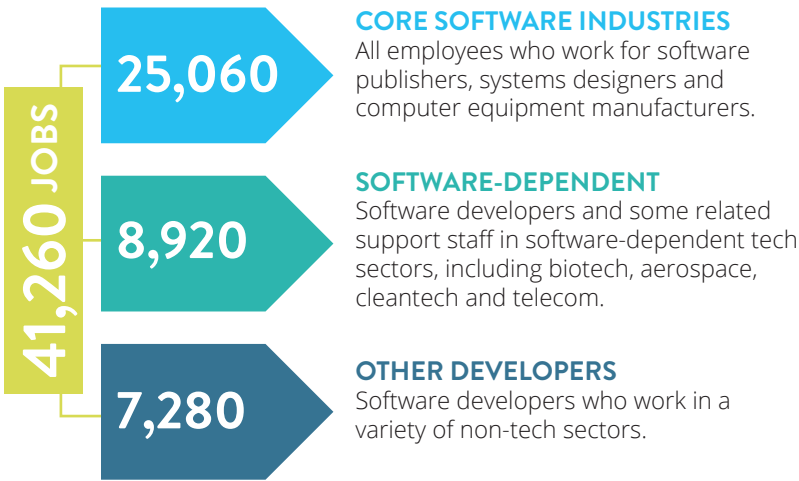 41,260 JOBS
25,060
CORE SOFTWARE INDUSTRIES
All employees who work for software
publishers, systems designers and
computer equipment manufacturers.
8,920
SOFTWARE-DEPENDENT
Software developers and some related
support staff in software-dependent tech
sectors, including biotech, aerospace,
cleantech and telecom.
7,280
OTHER DEVELOPERS
Software developers who work in a
variety of non-tech sectors.